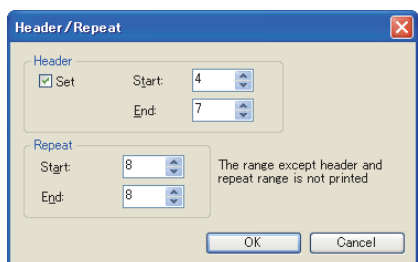 Header/Repeat
Header
Set Start: 4
End: 7
Repeat
Start: 8
End: 8
The range except header and
repeat range is not printed
OK Cancel